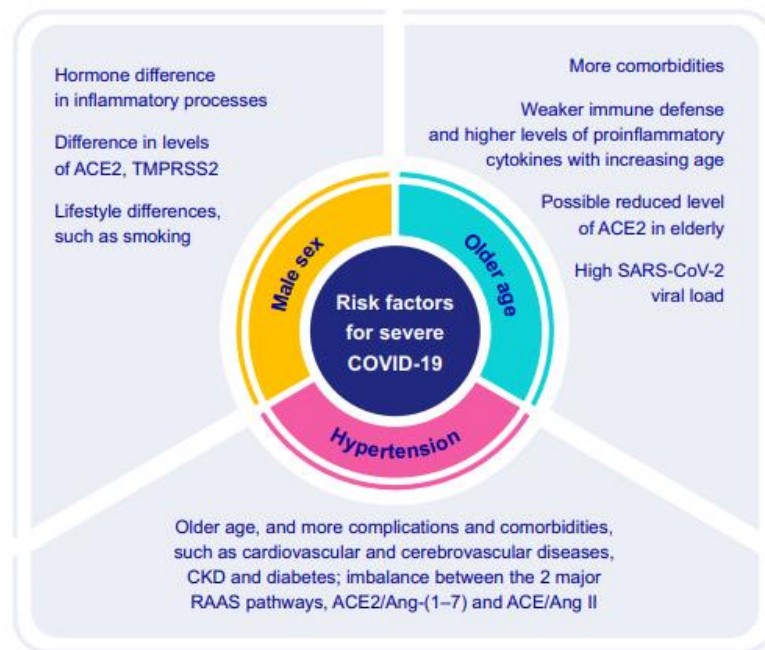 Hormone difference
in inflammatory processes
Difference in levels
of ACE2, TMPRSS2
Lifestyle differences,
such as smoking
More comorbidities
Weaker immune defense
and higher levels of proinflammatory
cytokines with increasing age
Possible reduced level
of ACE2 in elderly
High SARS-CoV-2
viral load
Male sex
Older age
Risk factors
for severe
COVID-19
Hypertension
Older age, and more complications and comorbidities,
such as cardiovascular and cerebrovascular diseases,
CKD and diabetes; imbalance between the 2 major
RAAS pathways, ACE2/Ang-(1–7) and ACE/Ang II